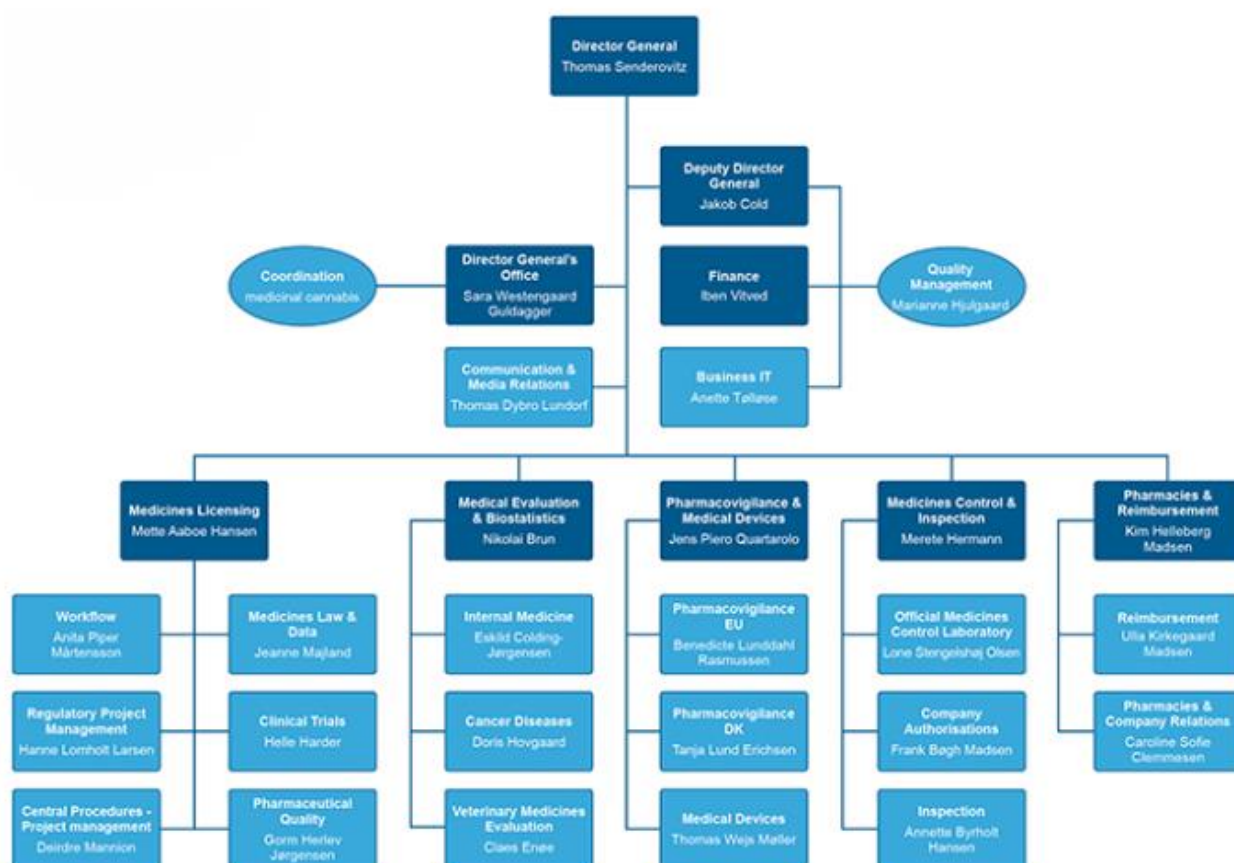 Director General
Thomas Senderovitz
Deputy Director
General
Jakob Cold
Coordination
medicinal cannabis
Director General's
Office
Sara Westengaard
Guldagger
Finance
Iben Vitved
Quality
Management
Marianne Hjulgaard
Communication &
Media Relations
Thomas Dybro Lundorf
Business IT
Anette Tølløse
Medicines Licensing
Mette Aaboe Hansen
Medical Evaluation
& Biostatistics
Nikolai Brun
Pharmacovigilance &
Medical Devices
Jens Piero Quartarolo
Medicines Control &
Inspection
Merete Hermann
Pharmacies &
Reimbursement
Kim Helleberg
Madsen
Workflow
Anita Piper
Mårtensson
Medicines Law &
Data
Jeanne Majland
Internal Medicine
Eskild Colding-
Jørgensen
Pharmacovigilance
EU
Benedicte Lunddahl
Rasmussen
Official Medicines
Control Laboratory
Lone Stengelshøj Olsen
Reimbursement
Ulla Kirkegaard
Madsen
Regulatory Project
Management
Hanne Lomholt Larsen
Clinical Trials
Helle Harder
Cancer Diseases
Doris Hovgaard
Pharmacovigilance
DK
Tanja Lund Erichsen
Company
Authorisations
Frank Bøgh Madsen
Pharmacies &
Company Relations
Caroline Sofie
Clemmesen
Central Procedures -
Project management
Deirdre Mannion
Pharmaceutical
Quality
Gorm Herlev
Jørgensen
Veterinary Medicines
Evaluation
Claes Enøe
Medical Devices
Thomas Wejs Møller
Inspection
Annette Byrholt
Hansen